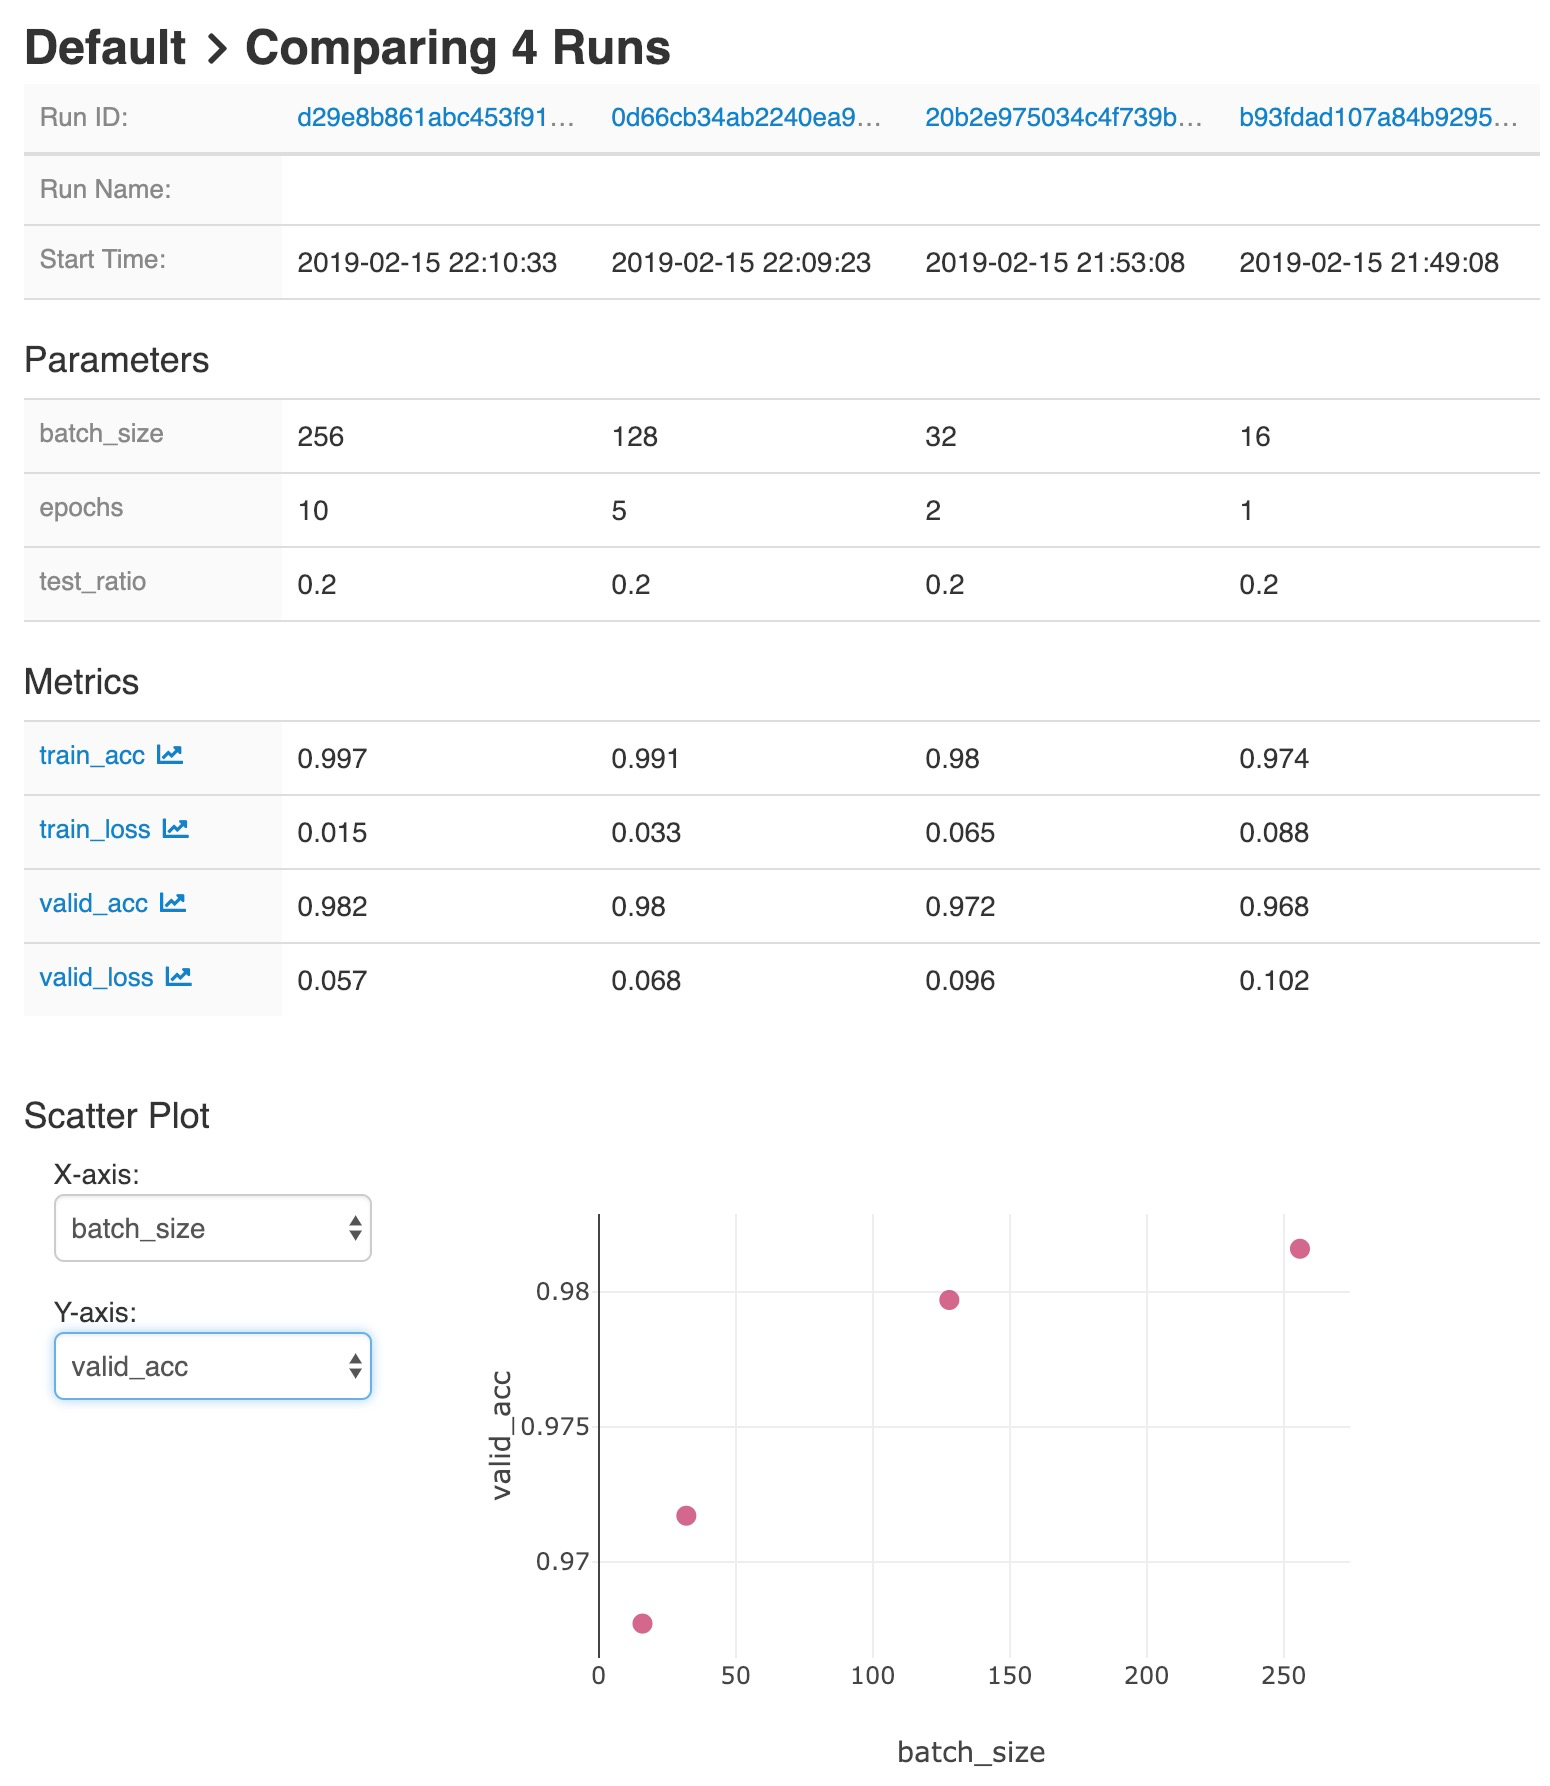 Default > Comparing 4 Runs
Run ID: d29e8b861abc453f91... 0d66cb34ab2240ea9... 20b2e975034c4f739b... b93fdad107a84b9295...
Run Name:
Start Time: 2019-02-15 22:10:33 2019-02-15 22:09:23 2019-02-15 21:53:08 2019-02-15 21:49:08
Parameters
batch_size 256 128 32 16
epochs 10 5 2 1
test_ratio 0.2 0.2 0.2 0.2
Metrics
train_acc 0.997 0.991 0.98 0.974
train_loss 0.015 0.033 0.065 0.088
valid_acc 0.982 0.98 0.972 0.968
valid_loss 0.057 0.068 0.096 0.102
Scatter Plot
X-axis:
batch_size
Y-axis:
valid_acc
valid_acc
0.98
0.975
0.97
0 50 100 150 200 250
batch_size